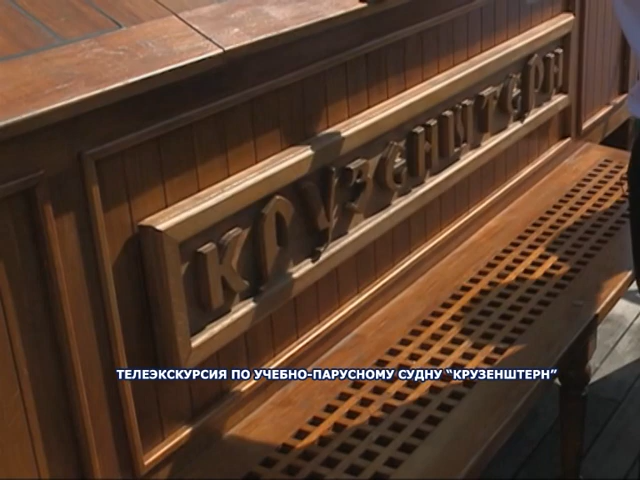 КРУЗЕНШТЕРН
ТЕЛЕЭКСКУРСИЯ ПО УЧЕБНО-ПАРУСНОМУ СУДНУ “КРУЗЕНШТЕРН”